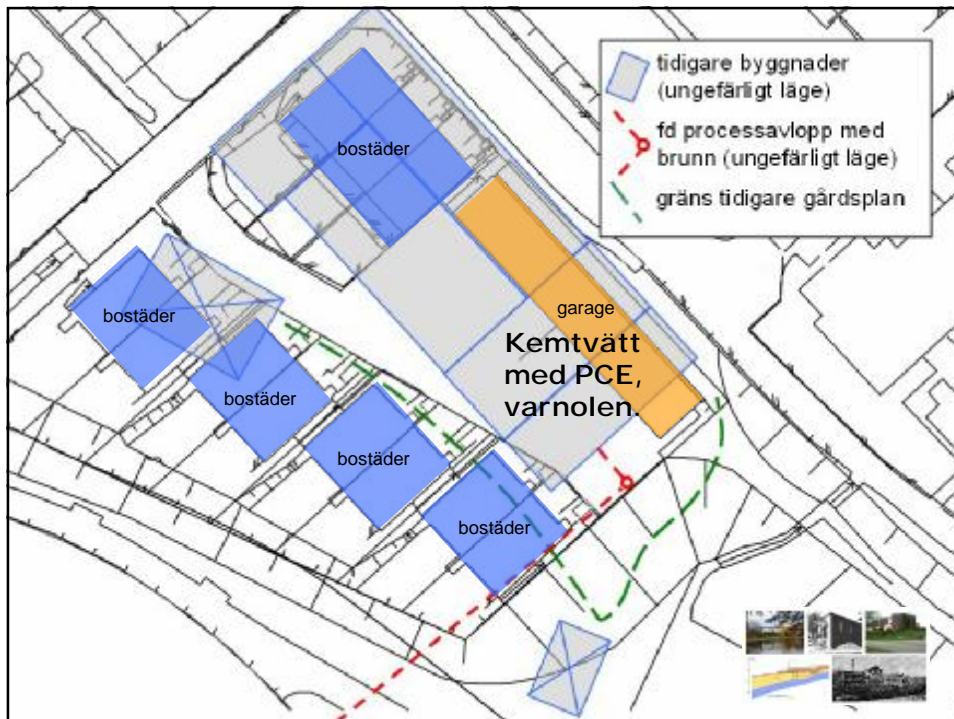 tidigare byggnader
(ungefärligt läge)
fd processavlopp med
brunn (ungefärligt läge)
gräns tidigare gårdsplan
bostäder
bostäder
garage
Kemtvätt
med PCE,
varnolen.
bostäder
bostäder
bostäder